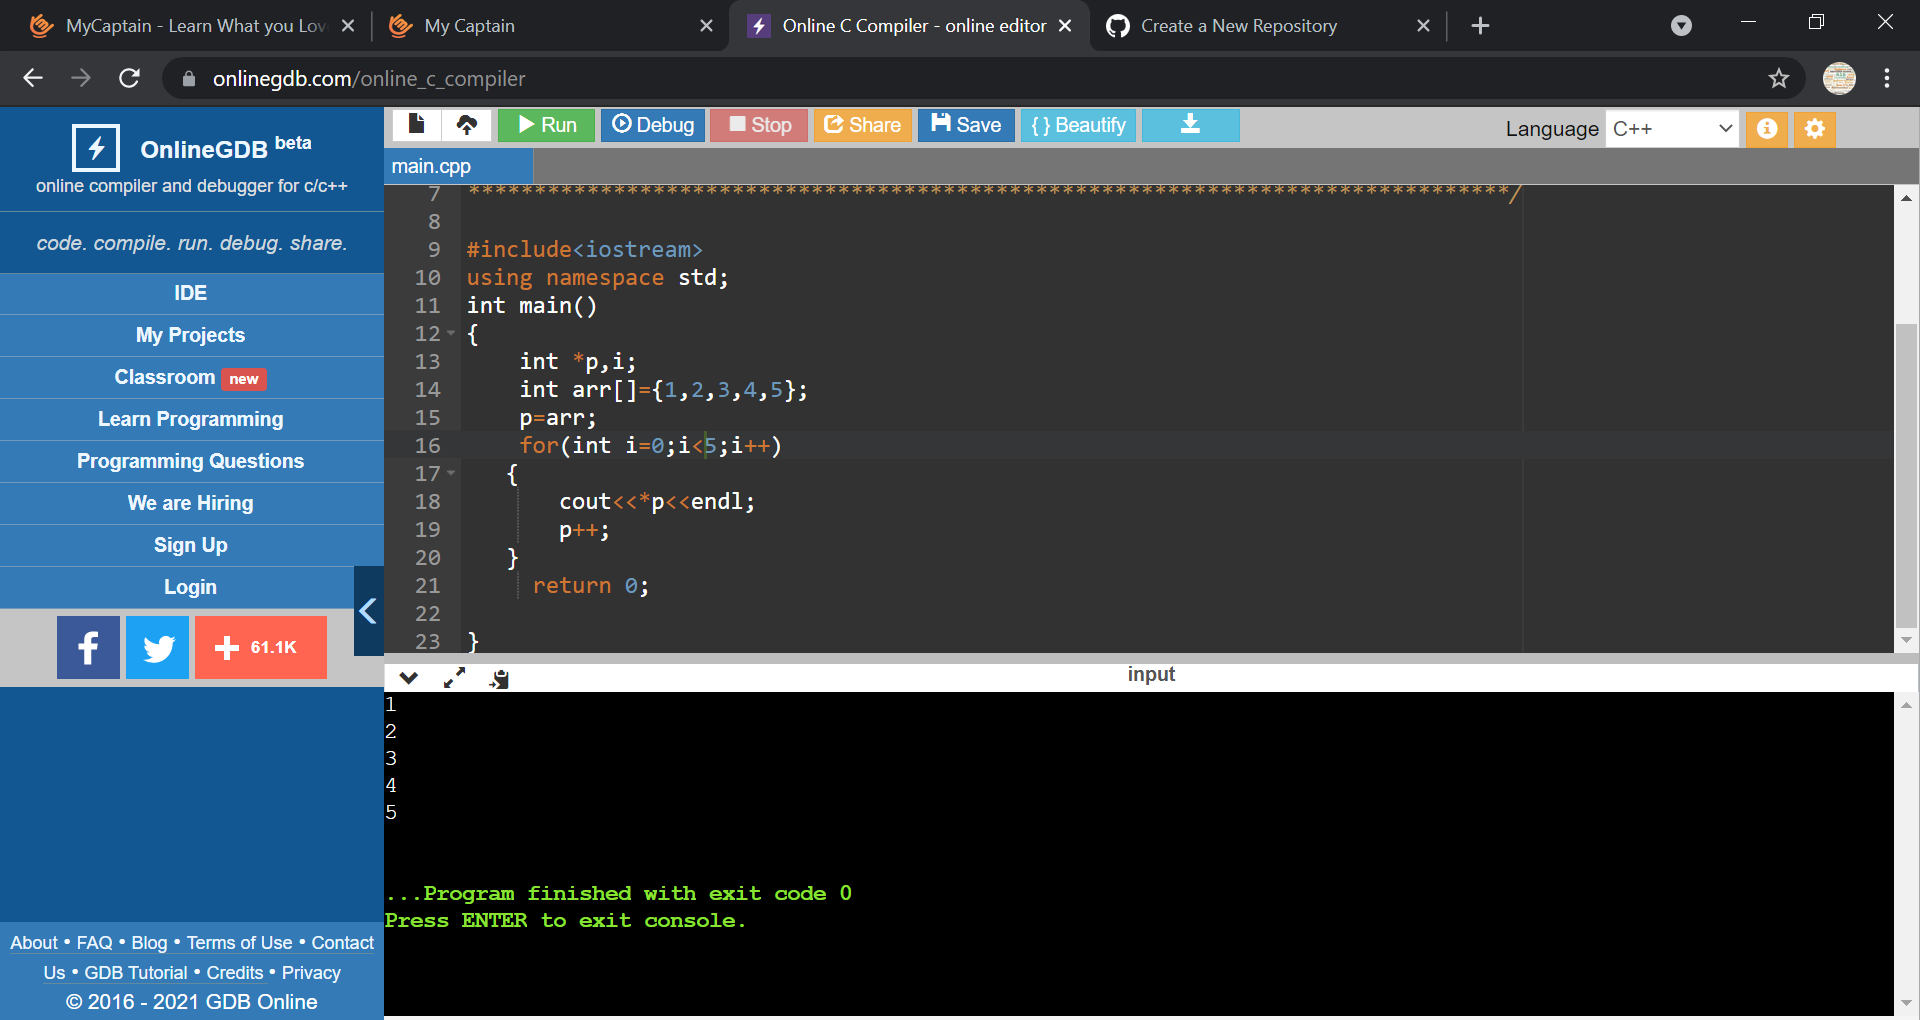 MyCaptain - Learn What you Lov
My Captain
Online C Compiler - online editor
Create a New Repository
onlinegdb.com/online_c_compiler
OnlineGDB beta
online compiler and debugger for c/c++
code. compile. run. debug. share.
IDE
My Projects
Classroom new
Learn Programming
Programming Questions
We are Hiring
Sign Up
Login
f
61.1K
About • FAQ • Blog • Terms of Use • Contact
Us • GDB Tutorial • Credits • Privacy
© 2016 - 2021 GDB Online
Run Debug Stop Share Save { } Beautify
Language C++
main.cpp
7 *******************************************************************************/
8
9 #include<iostream>
10 using namespace std;
11 int main()
12 {
13 int *p,i;
14 int arr[]={1,2,3,4,5};
15 p=arr;
16 for(int i=0;i<5;i++)
17 {
18 cout<<*p<<endl;
19 p++;
20 }
21 return 0;
22
23 }
input
1
2
3
4
5
...Program finished with exit code 0
Press ENTER to exit console.